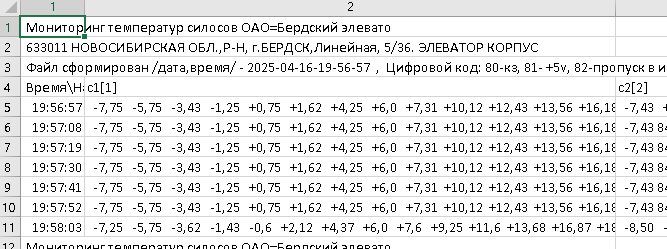 1 2
1 Мониторинг температур силосов ОАО=Бердский элевато
2 633011 НОВОСИБИРСКАЯ ОБЛ.,Р-Н, г.БЕРДСК,Линейная, 5/36. ЭЛЕВАТОР КОРПУС
3 Файл сформирован /дата,время/ - 2025-04-16-19-56-57 , Цифровой код: 80-кз, 81- +5v, 82-пропуск в и
4 Время\На с1[1] с2[2]
5 19:56:57 -7,75 -5,75 -3,43 -1,25 +0,75 +1,62 +4,25 +6,0 +7,31 +10,12 +12,43 +13,56 +16,18 -7,43 +
6 19:57:08 -7,75 -5,75 -3,43 -1,25 +0,75 +1,62 +4,25 +6,0 +7,31 +10,12 +12,43 +13,56 +16,18 -7,43 84
7 19:57:19 -7,75 -5,75 -3,43 -1,25 +0,75 +1,62 +4,25 +6,0 +7,31 +10,12 +12,43 +13,56 +16,18 -7,43 84
8 19:57:30 -7,75 -5,75 -3,43 -1,25 +0,75 +1,62 +4,25 +6,0 +7,31 +10,12 +12,43 +13,56 +16,18 -7,43 84
9 19:57:41 -7,75 -5,75 -3,43 -1,25 +0,75 +1,62 +4,25 +6,0 +7,31 +10,12 +12,43 +13,56 +16,18 -7,43 84
10 19:57:52 -7,75 -5,75 -3,43 -1,25 +0,75 +1,62 +4,25 +6,0 +7,31 +10,12 +12,43 +13,56 +16,18 -7,43 84
11 19:58:03 -7,25 -5,75 -3,62 -1,43 -0,6 +2,12 +4,37 +6,0 +7,6 +9,25 +11,6 +13,68 +16,87 +18 -8,50
12 Мониторинг температур силосов ОАО=Бердский элевато